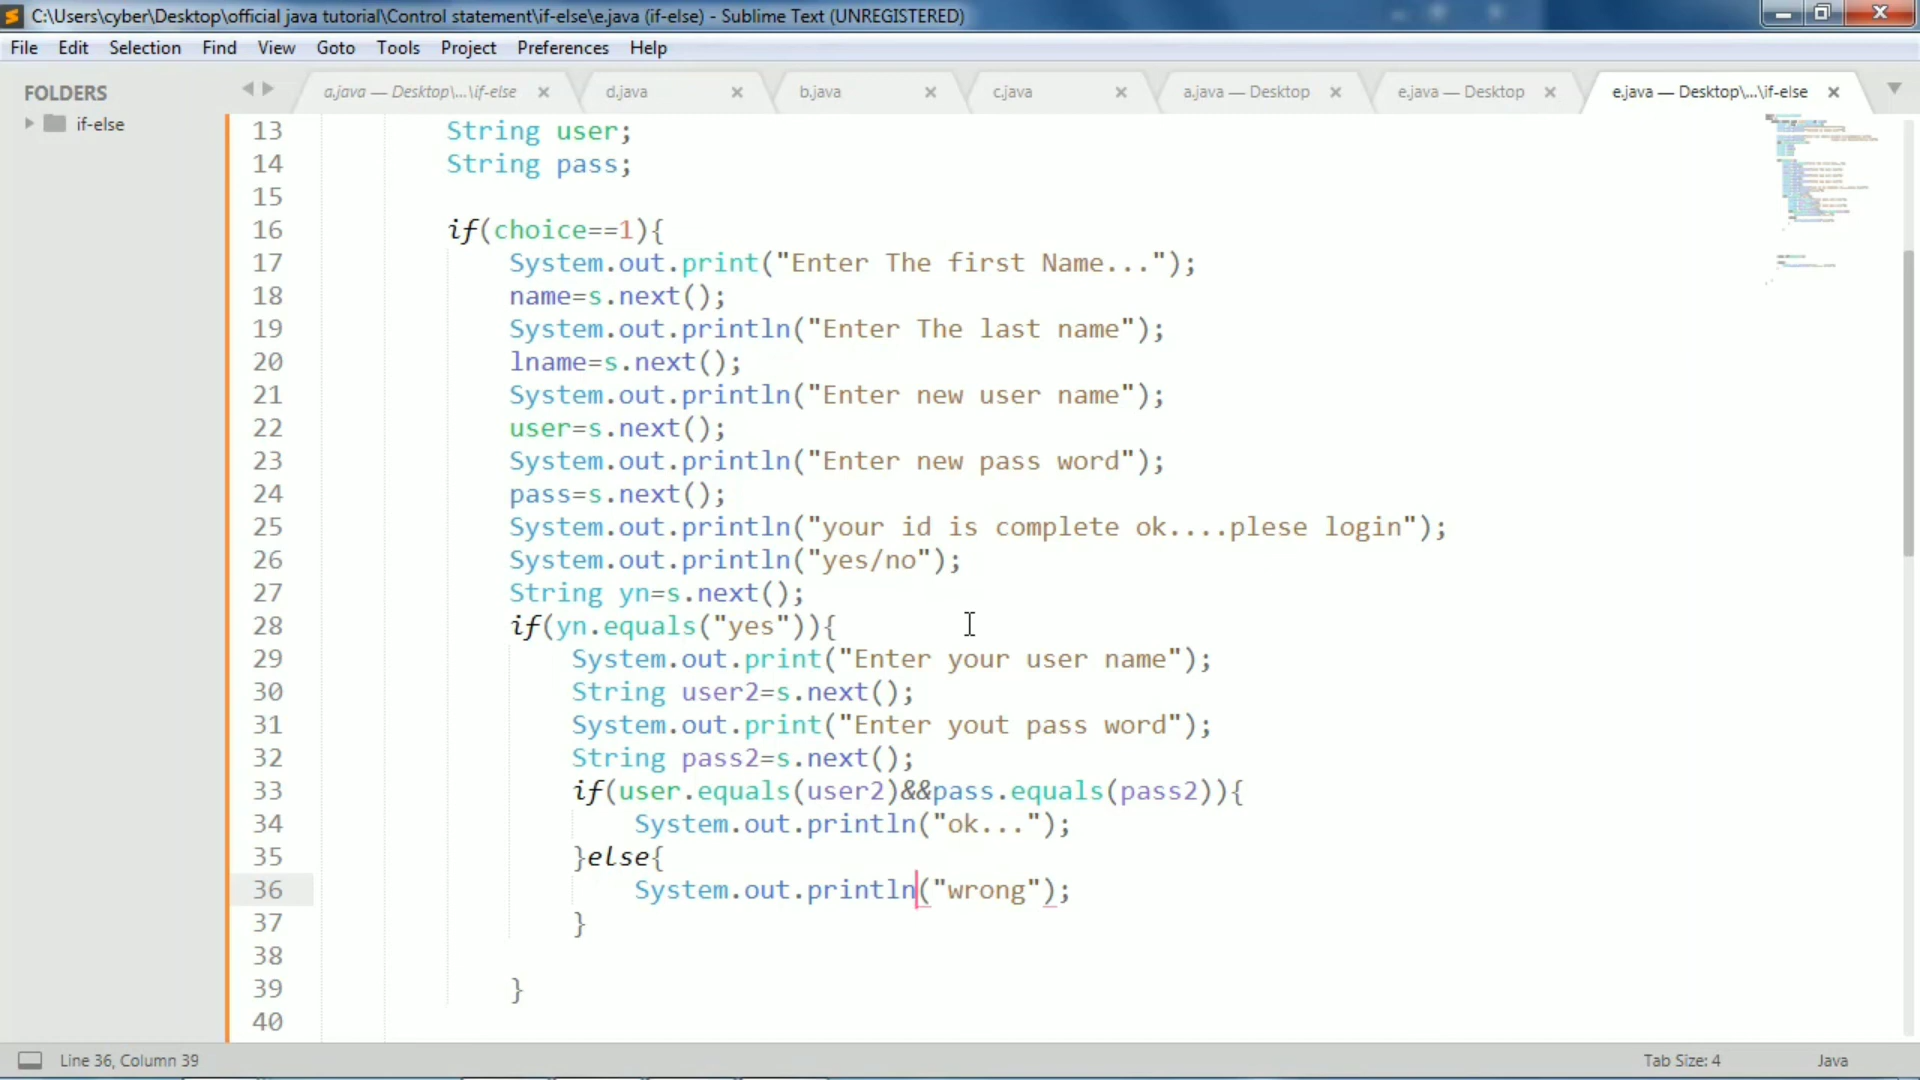 C:\Users\cyber\Desktop\official java tutorial\Control statement\if-else\e.java (if-else) - Sublime Text (UNREGISTERED)
File Edit Selection Find View Goto Tools Project Preferences Help
FOLDERS
if-else
a.java — Desktop\...\if-else d.java b.java c.java a.java — Desktop e.java — Desktop e.java — Desktop\...\if-else
13 String user;
14 String pass;
15
16 if(choice==1){
17 System.out.print("Enter The first Name...");
18 name=s.next();
19 System.out.println("Enter The last name");
20 lname=s.next();
21 System.out.println("Enter new user name");
22 user=s.next();
23 System.out.println("Enter new pass word");
24 pass=s.next();
25 System.out.println("your id is complete ok....plese login");
26 System.out.println("yes/no");
27 String yn=s.next();
28 if(yn.equals("yes")){
29 System.out.print("Enter your user name");
30 String user2=s.next();
31 System.out.print("Enter yout pass word");
32 String pass2=s.next();
33 if(user.equals(user2)&&pass.equals(pass2)){
34 System.out.println("ok...");
35 }else{
36 System.out.println("wrong");
37 }
38
39 }
40
Line 36, Column 39 Tab Size: 4 Java